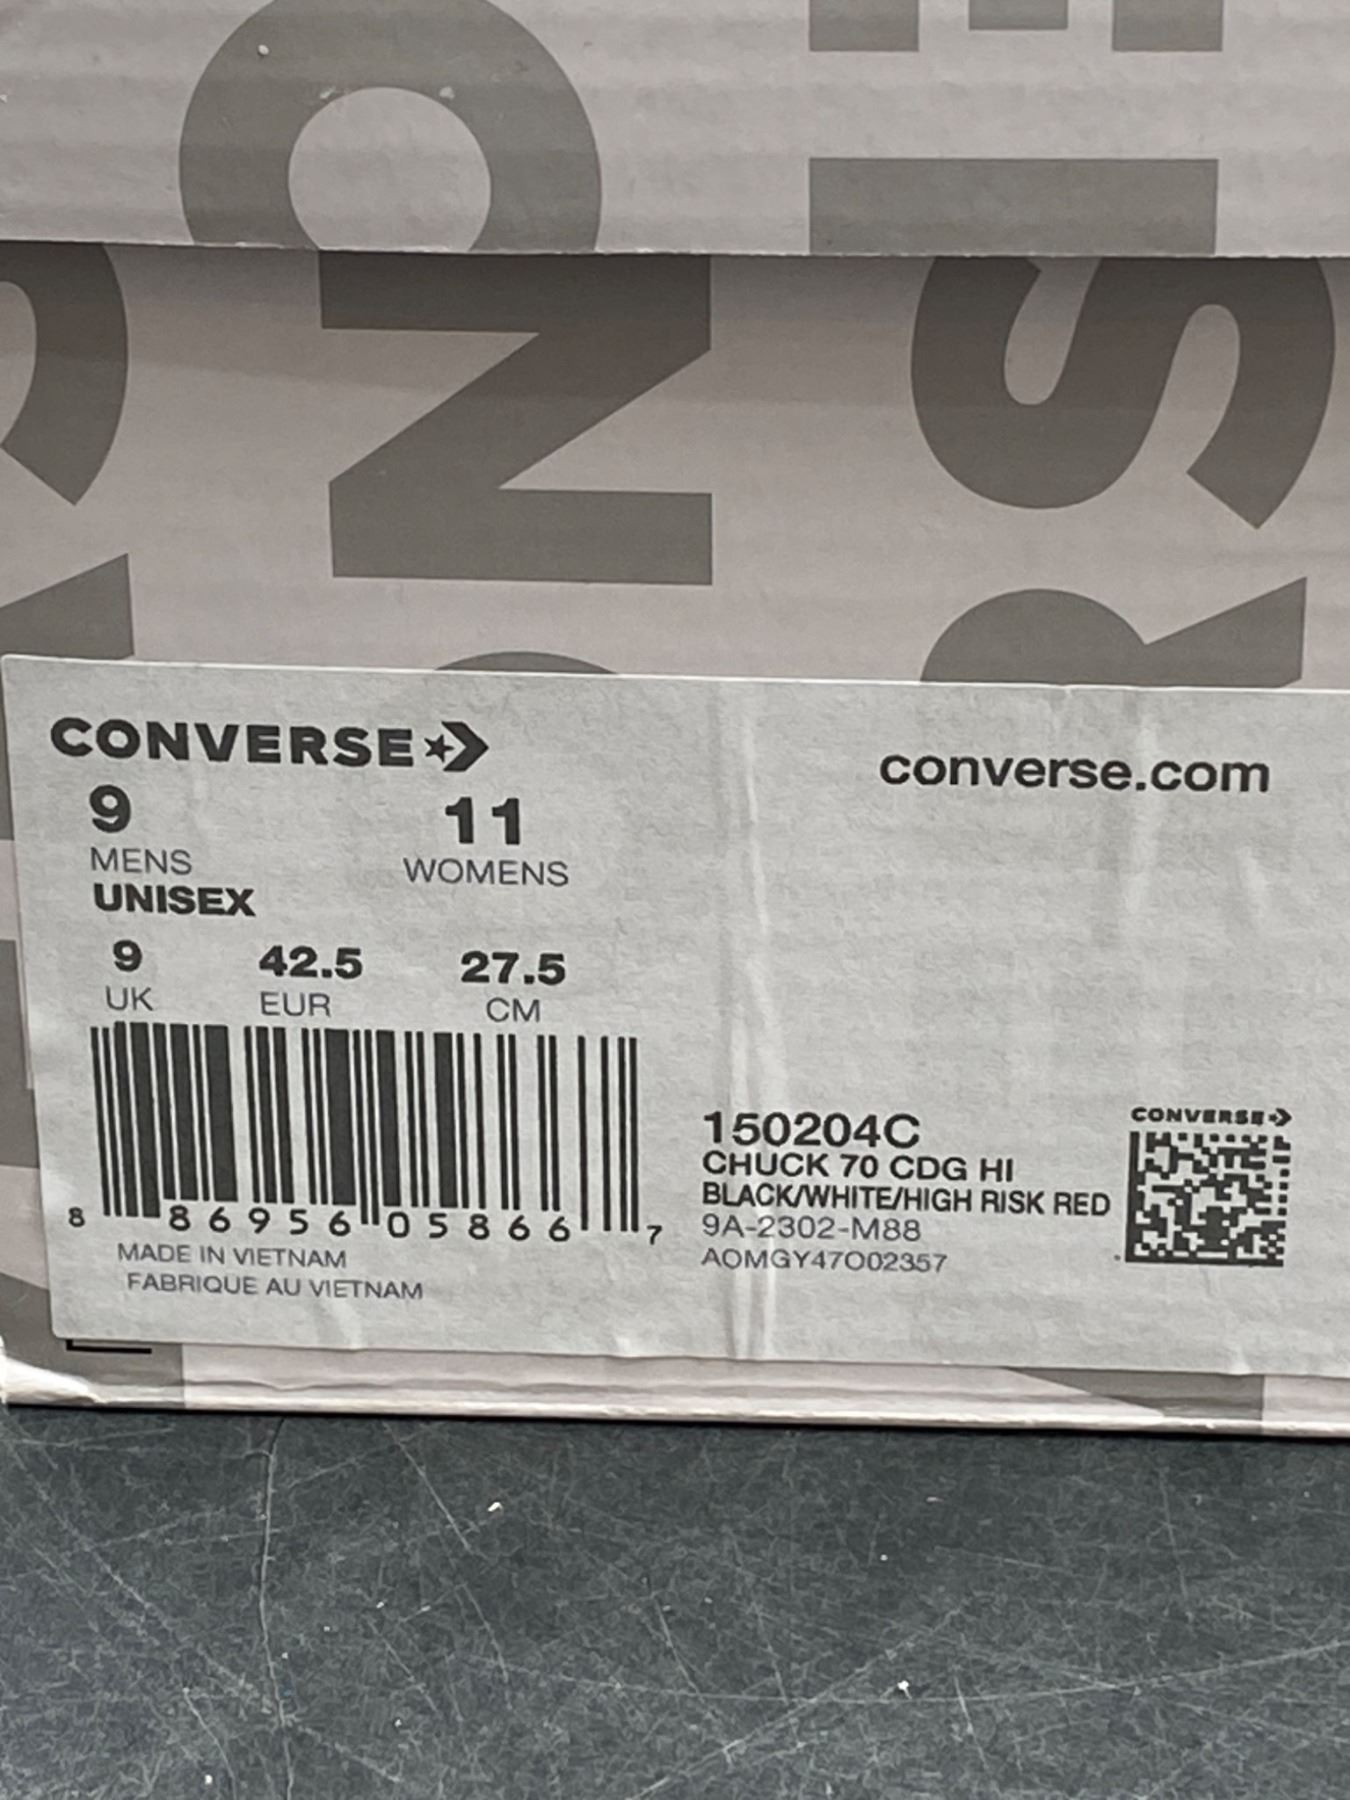 CONVERSE
converse.com
9 11
MENS WOMENS
UNISEX
9 42.5 27.5
UK EUR CM
8 86956 05866 7
MADE IN VIETNAM
FABRIQUE AU VIETNAM
150204C
CHUCK 70 CDG HI
BLACK/WHITE/HIGH RISK RED
9A-2302-M88
AOMGY47O02357
CONVERSE